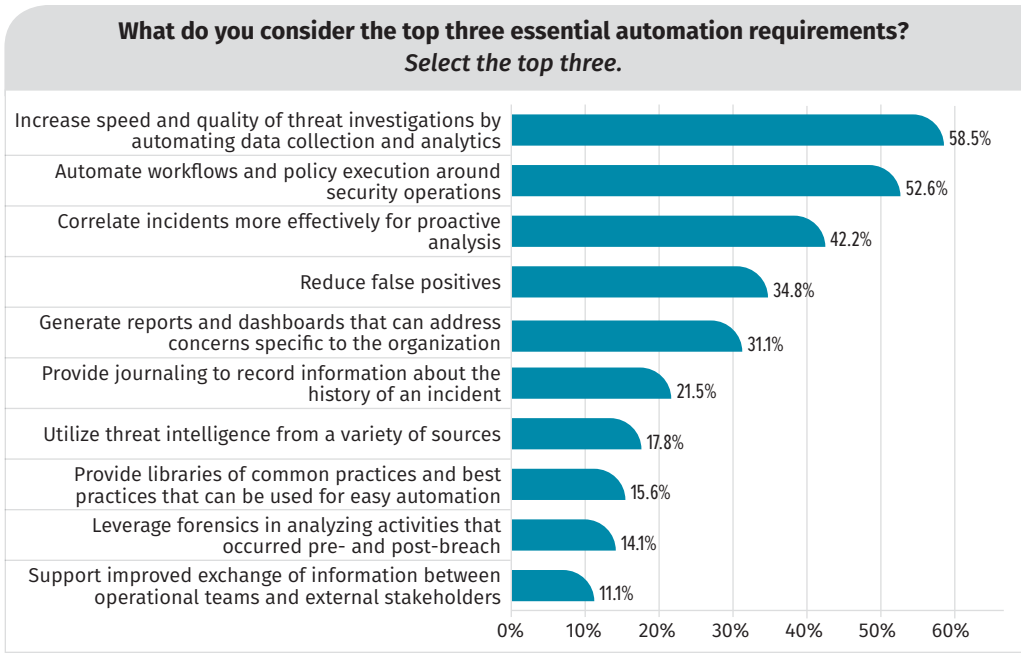 What do you consider the top three essential automation requirements?
Select the top three.
Increase speed and quality of threat investigations by
automating data collection and analytics
58.5%
Automate workflows and policy execution around
security operations
52.6%
Correlate incidents more effectively for proactive
analysis
42.2%
Reduce false positives
34.8%
Generate reports and dashboards that can address
concerns specific to the organization
31.1%
Provide journaling to record information about the
history of an incident
21.5%
Utilize threat intelligence from a variety of sources
17.8%
Provide libraries of common practices and best
practices that can be used for easy automation
15.6%
Leverage forensics in analyzing activities that
occurred pre- and post-breach
14.1%
Support improved exchange of information between
operational teams and external stakeholders
11.1%
0% 10% 20% 30% 40% 50% 60%